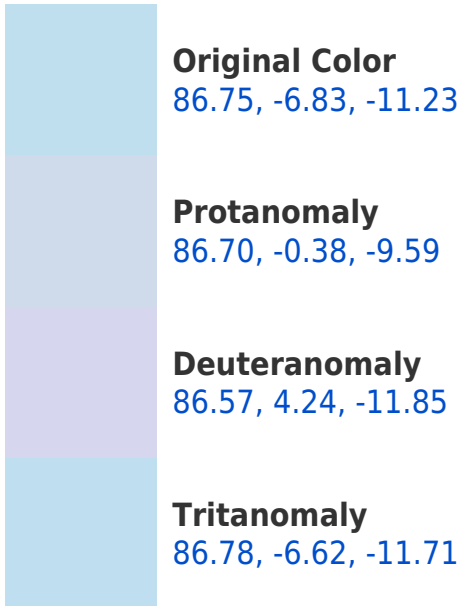 Original Color
86.75, -6.83, -11.23
Protanomaly
86.70, -0.38, -9.59
Deuteranomaly
86.57, 4.24, -11.85
Tritanomaly
86.78, -6.62, -11.71